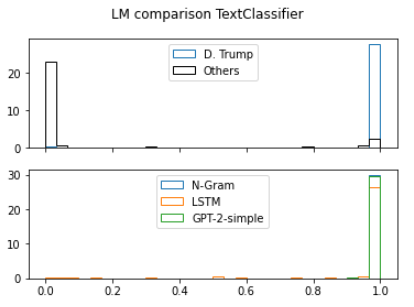 LM comparison TextClassifier
20
10
0
D. Trump
Others
30
20
10
0
N-Gram
LSTM
GPT-2-simple
0.0 0.2 0.4 0.6 0.8 1.0